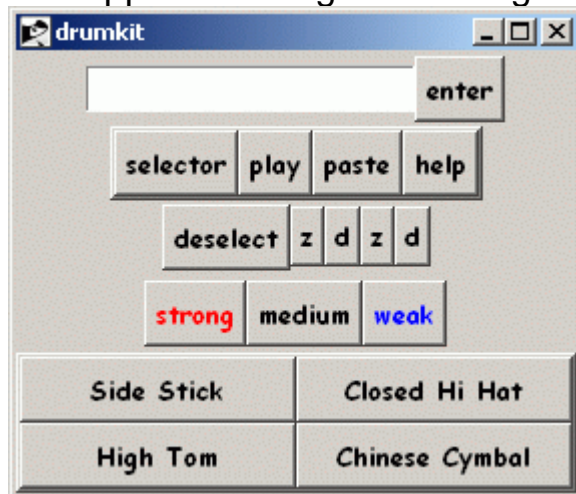 drumkit
enter
selector play paste help
deselect z d z d
strong medium weak
Side Stick Closed Hi Hat
High Tom Chinese Cymbal